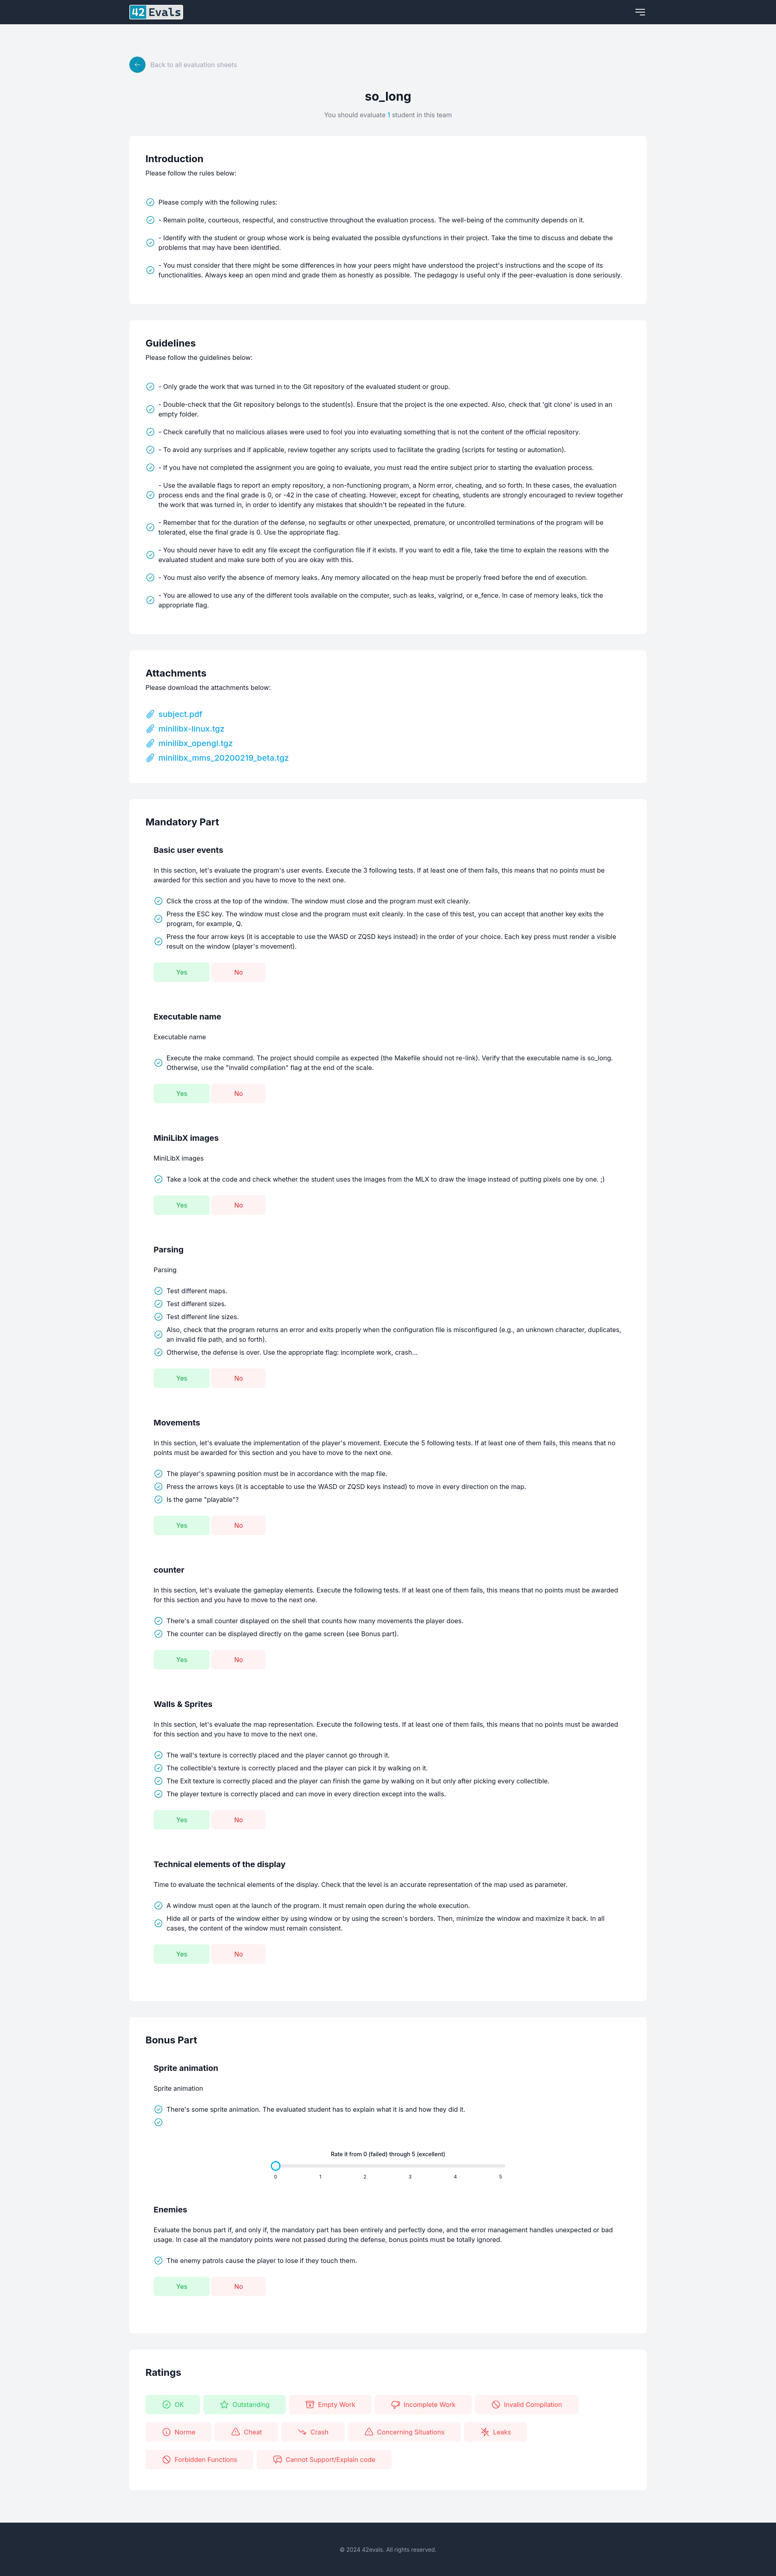 42 Evals
Back to all evaluation sheets
so_long
You should evaluate 1 student in this team
Introduction
Please follow the rules below:
Please comply with the following rules:
- Remain polite, courteous, respectful, and constructive throughout the evaluation process. The well-being of the community depends on it.
- Identify with the student or group whose work is being evaluated the possible dysfunctions in their project. Take the time to discuss and debate the
problems that may have been identified.
- You must consider that there might be some differences in how your peers might have understood the project's instructions and the scope of its
functionalities. Always keep an open mind and grade them as honestly as possible. The pedagogy is useful only if the peer-evaluation is done seriously.
Guidelines
Please follow the guidelines below:
- Only grade the work that was turned in to the Git repository of the evaluated student or group.
- Double-check that the Git repository belongs to the student(s). Ensure that the project is the one expected. Also, check that 'git clone' is used in an
empty folder.
- Check carefully that no malicious aliases were used to fool you into evaluating something that is not the content of the official repository.
- To avoid any surprises and if applicable, review together any scripts used to facilitate the grading (scripts for testing or automation).
- If you have not completed the assignment you are going to evaluate, you must read the entire subject prior to starting the evaluation process.
- Use the available flags to report an empty repository, a non-functioning program, a Norm error, cheating, and so forth. In these cases, the evaluation
process ends and the final grade is 0, or -42 in the case of cheating. However, except for cheating, students are strongly encouraged to review together
the work that was turned in, in order to identify any mistakes that shouldn't be repeated in the future.
- Remember that for the duration of the defense, no segfaults or other unexpected, premature, or uncontrolled terminations of the program will be
tolerated, else the final grade is 0. Use the appropriate flag.
- You should never have to edit any file except the configuration file if it exists. If you want to edit a file, take the time to explain the reasons with the
evaluated student and make sure both of you are okay with this.
- You must also verify the absence of memory leaks. Any memory allocated on the heap must be properly freed before the end of execution.
- You are allowed to use any of the different tools available on the computer, such as leaks, valgrind, or e_fence. In case of memory leaks, tick the
appropriate flag.
Attachments
Please download the attachments below:
subject.pdf
minilibx-linux.tgz
minilibx_opengl.tgz
minilibx_mms_20200219_beta.tgz
Mandatory Part
Basic user events
In this section, let's evaluate the program's user events. Execute the 3 following tests. If at least one of them fails, this means that no points must be
awarded for this section and you have to move to the next one.
Click the cross at the top of the window. The window must close and the program must exit cleanly.
Press the ESC key. The window must close and the program must exit cleanly. In the case of this test, you can accept that another key exits the
program, for example, Q.
Press the four arrow keys (it is acceptable to use the WASD or ZQSD keys instead) in the order of your choice. Each key press must render a visible
result on the window (player's movement).
Yes No
Executable name
Executable name
Execute the make command. The project should compile as expected (the Makefile should not re-link). Verify that the executable name is so_long.
Otherwise, use the "invalid compilation" flag at the end of the scale.
Yes No
MiniLibX images
MiniLibX images
Take a look at the code and check whether the student uses the images from the MLX to draw the image instead of putting pixels one by one. ;)
Yes No
Parsing
Parsing
Test different maps.
Test different sizes.
Test different line sizes.
Also, check that the program returns an error and exits properly when the configuration file is misconfigured (e.g., an unknown character, duplicates,
an invalid file path, and so forth).
Otherwise, the defense is over. Use the appropriate flag: incomplete work, crash...
Yes No
Movements
In this section, let's evaluate the implementation of the player's movement. Execute the 5 following tests. If at least one of them fails, this means that no
points must be awarded for this section and you have to move to the next one.
The player's spawning position must be in accordance with the map file.
Press the arrows keys (it is acceptable to use the WASD or ZQSD keys instead) to move in every direction on the map.
Is the game "playable"?
Yes No
counter
In this section, let's evaluate the gameplay elements. Execute the following tests. If at least one of them fails, this means that no points must be awarded
for this section and you have to move to the next one.
There's a small counter displayed on the shell that counts how many movements the player does.
The counter can be displayed directly on the game screen (see Bonus part).
Yes No
Walls & Sprites
In this section, let's evaluate the map representation. Execute the following tests. If at least one of them fails, this means that no points must be awarded
for this section and you have to move to the next one.
The wall's texture is correctly placed and the player cannot go through it.
The collectible's texture is correctly placed and the player can pick it by walking on it.
The Exit texture is correctly placed and the player can finish the game by walking on it but only after picking every collectible.
The player texture is correctly placed and can move in every direction except into the walls.
Yes No
Technical elements of the display
Time to evaluate the technical elements of the display. Check that the level is an accurate representation of the map used as parameter.
A window must open at the launch of the program. It must remain open during the whole execution.
Hide all or parts of the window either by using window or by using the screen's borders. Then, minimize the window and maximize it back. In all
cases, the content of the window must remain consistent.
Yes No
Bonus Part
Sprite animation
Sprite animation
There's some sprite animation. The evaluated student has to explain what it is and how they did it.
Rate it from 0 (failed) through 5 (excellent)
0 1 2 3 4 5
Enemies
Evaluate the bonus part if, and only if, the mandatory part has been entirely and perfectly done, and the error management handles unexpected or bad
usage. In case all the mandatory points were not passed during the defense, bonus points must be totally ignored.
The enemy patrols cause the player to lose if they touch them.
Yes No
Ratings
OK Outstanding Empty Work Incomplete Work Invalid Compilation
Norme Cheat Crash Concerning Situations Leaks
Forbidden Functions Cannot Support/Explain code
© 2024 42evals. All rights reserved.